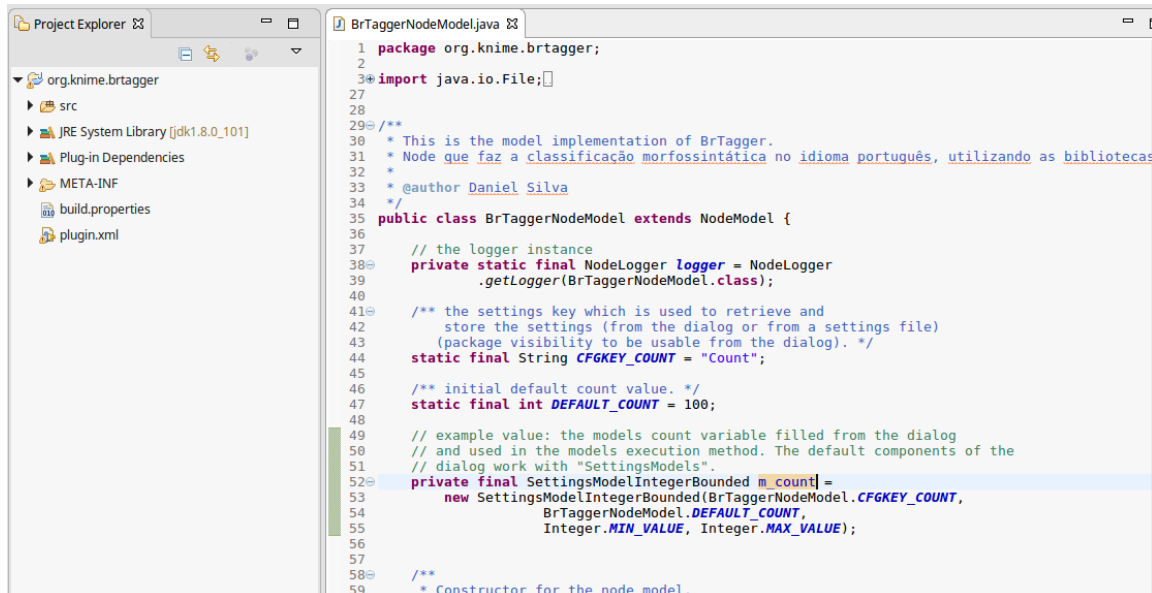 Project Explorer
org.knime.brtagger
src
JRE System Library [jdk1.8.0_101]
Plug-in Dependencies
META-INF
build.properties
plugin.xml
BrTaggerNodeModel.java
1 package org.knime.brtagger;
2
3 import java.io.File;
27
28
29 /**
30 * This is the model implementation of BrTagger.
31 * Node que faz a classificação morfossintática no idioma português, utilizando as bibliotecas
32 *
33 * @author Daniel Silva
34 */
35 public class BrTaggerNodeModel extends NodeModel {
36
37 // the logger instance
38 private static final NodeLogger logger = NodeLogger
39 .getLogger(BrTaggerNodeModel.class);
40
41 /** the settings key which is used to retrieve and
42 store the settings (from the dialog or from a settings file)
43 (package visibility to be usable from the dialog). */
44 static final String CFGKEY_COUNT = "Count";
45
46 /** initial default count value. */
47 static final int DEFAULT_COUNT = 100;
48
49 // example value: the models count variable filled from the dialog
50 // and used in the models execution method. The default components of the
51 // dialog work with "SettingsModels".
52 private final SettingsModelIntegerBounded m_count =
53 new SettingsModelIntegerBounded(BrTaggerNodeModel.CFGKEY_COUNT,
54 BrTaggerNodeModel.DEFAULT_COUNT,
55 Integer.MIN_VALUE, Integer.MAX_VALUE);
56
57
58 /**
59 * Constructor for the node model.